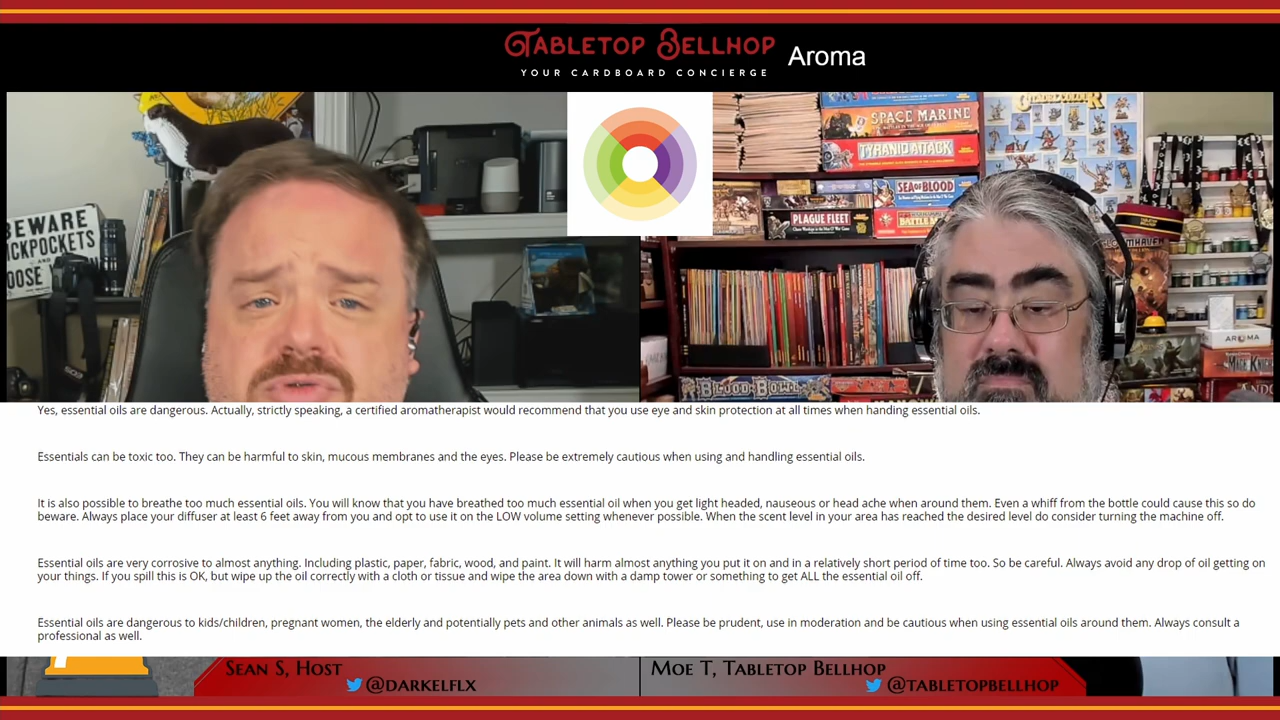 TABLETOP BELLHOP
YOUR CARDBOARD CONCIERGE
Aroma
BEWARE
CKPOCKETS
OOSE
SPACE MARINE
TYRANID ATTACK
SEA OF BLOOD
PLAGUE FLEET
BLOOD BOWL
AROMA
Yes, essential oils are dangerous. Actually, strictly speaking, a certified aromatherapist would recommend that you use eye and skin protection at all times when handing essential oils.
Essentials can be toxic too. They can be harmful to skin, mucous membranes and the eyes. Please be extremely cautious when using and handling essential oils.
It is also possible to breathe too much essential oils. You will know that you have breathed too much essential oil when you get light headed, nauseous or head ache when around them. Even a whiff from the bottle could cause this so do
beware. Always place your diffuser at least 6 feet away from you and opt to use it on the LOW volume setting whenever possible. When the scent level in your area has reached the desired level do consider turning the machine off.
Essential oils are very corrosive to almost anything. Including plastic, paper, fabric, wood, and paint. It will harm almost anything you put it on and in a relatively short period of time too. So be careful. Always avoid any drop of oil getting on
your things. If you spill this is OK, but wipe up the oil correctly with a cloth or tissue and wipe the area down with a damp tower or something to get ALL the essential oil off.
Essential oils are dangerous to kids/children, pregnant women, the elderly and potentially pets and other animals as well. Please be prudent, use in moderation and be cautious when using essential oils around them. Always consult a
professional as well.
SEAN S, HOST
@DARKELFLX
MOE T, TABLETOP BELLHOP
@TABLETOPBELLHOP